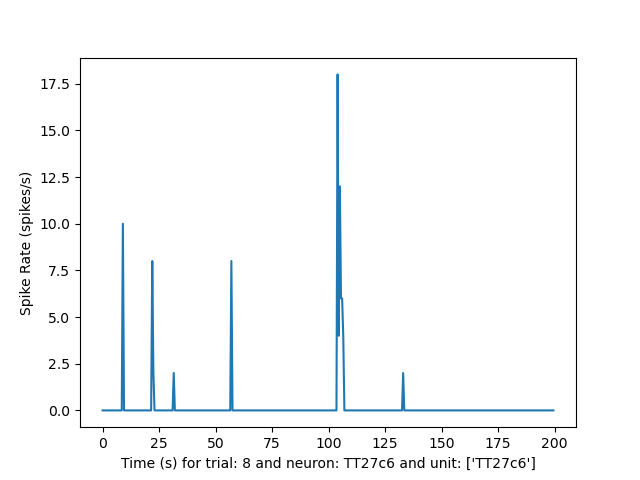 17.5
15.0
12.5
10.0
7.5
5.0
2.5
0.0
Spike Rate (spikes/s)
0 25 50 75 100 125 150 175 200
Time (s) for trial: 8 and neuron: TT27c6 and unit: ['TT27c6']